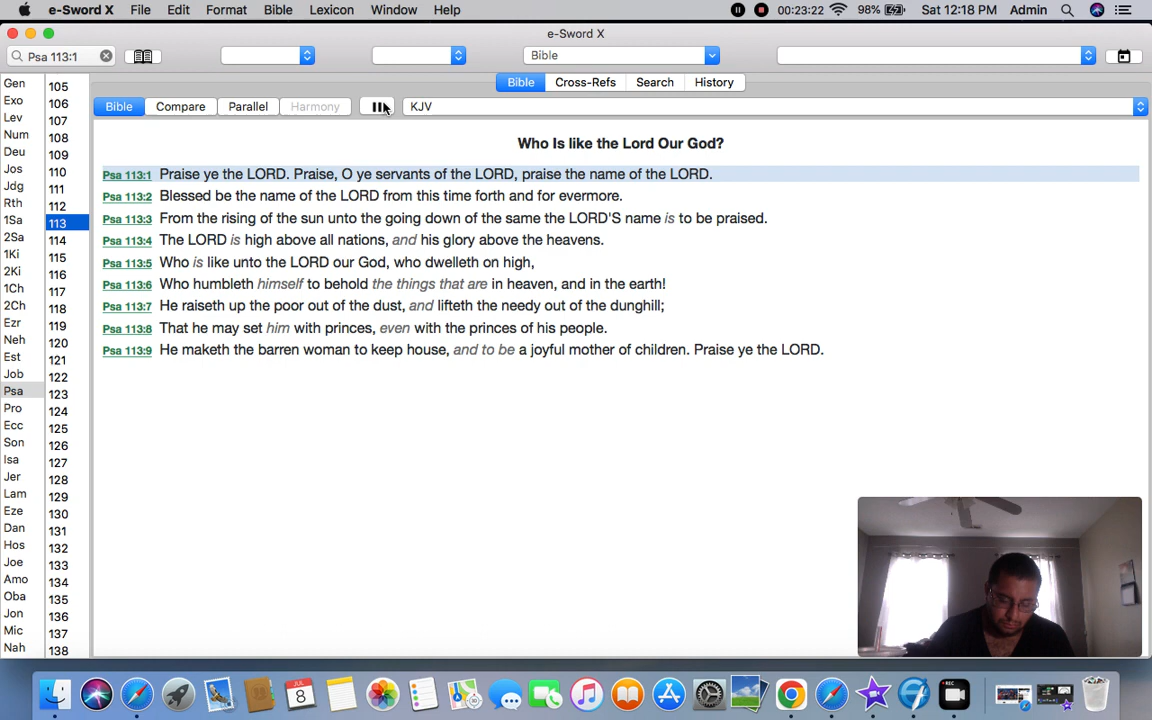 e-Sword X File Edit Format Bible Lexicon Window Help 00:23:22 98% Sat 12:18 PM Admin
e-Sword X
Psa 113:1 Bible
Bible Cross-Refs Search History
Bible Compare Parallel Harmony KJV
Gen
Exo
Lev
Num
Deu
Jos
Jdg
Rth
1Sa
2Sa
1Ki
2Ki
1Ch
2Ch
Ezr
Neh
Est
Job
Psa
Pro
Ecc
Son
Isa
Jer
Lam
Eze
Dan
Hos
Joe
Amo
Oba
Jon
Mic
Nah
105
106
107
108
109
110
111
112
113
114
115
116
117
118
119
120
121
122
123
124
125
126
127
128
129
130
131
132
133
134
135
136
137
138
Who Is like the Lord Our God?
Psa 113:1 Praise ye the LORD. Praise, O ye servants of the LORD, praise the name of the LORD.
Psa 113:2 Blessed be the name of the LORD from this time forth and for evermore.
Psa 113:3 From the rising of the sun unto the going down of the same the LORD'S name is to be praised.
Psa 113:4 The LORD is high above all nations, and his glory above the heavens.
Psa 113:5 Who is like unto the LORD our God, who dwelleth on high,
Psa 113:6 Who humbleth himself to behold the things that are in heaven, and in the earth!
Psa 113:7 He raiseth up the poor out of the dust, and lifteth the needy out of the dunghill;
Psa 113:8 That he may set him with princes, even with the princes of his people.
Psa 113:9 He maketh the barren woman to keep house, and to be a joyful mother of children. Praise ye the LORD.
8
REC